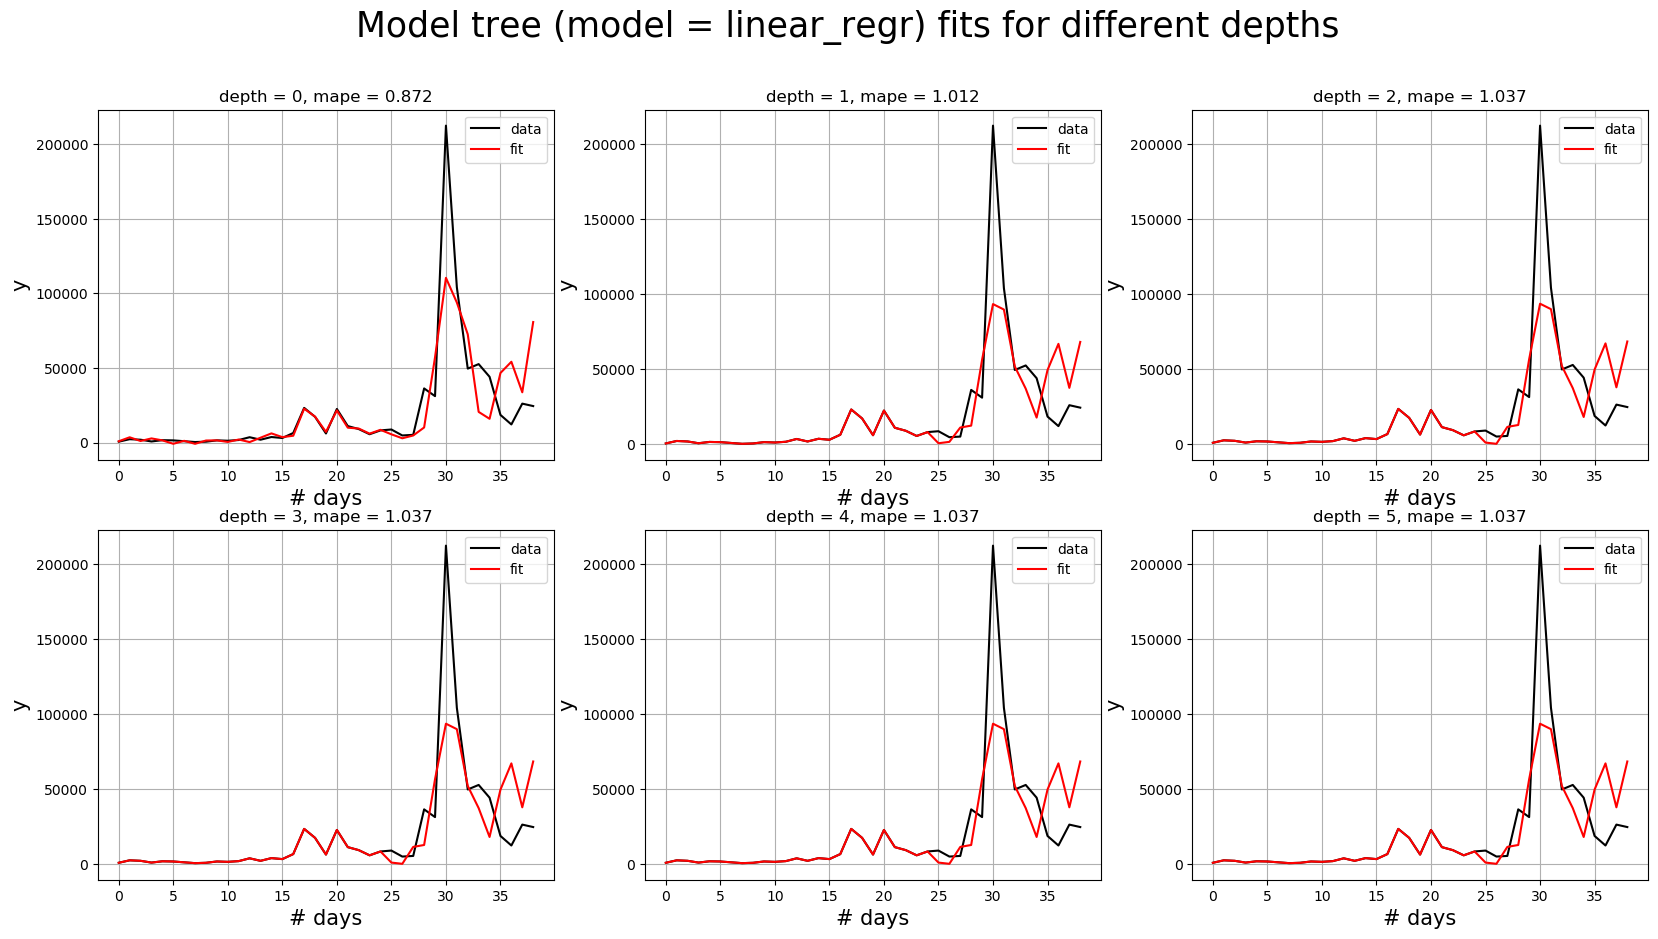 Model tree (model = linear_regr) fits for different depths
depth = 0, mape = 0.872
data
fit
200000
150000
100000
50000
0
y
0 5 10 15 20 25 30 35
# days
depth = 1, mape = 1.012
data
fit
200000
150000
100000
50000
0
y
0 5 10 15 20 25 30 35
# days
depth = 2, mape = 1.037
data
fit
200000
150000
100000
50000
0
y
0 5 10 15 20 25 30 35
# days
depth = 3, mape = 1.037
data
fit
200000
150000
100000
50000
0
y
0 5 10 15 20 25 30 35
# days
depth = 4, mape = 1.037
data
fit
200000
150000
100000
50000
0
y
0 5 10 15 20 25 30 35
# days
depth = 5, mape = 1.037
data
fit
200000
150000
100000
50000
0
y
0 5 10 15 20 25 30 35
# days